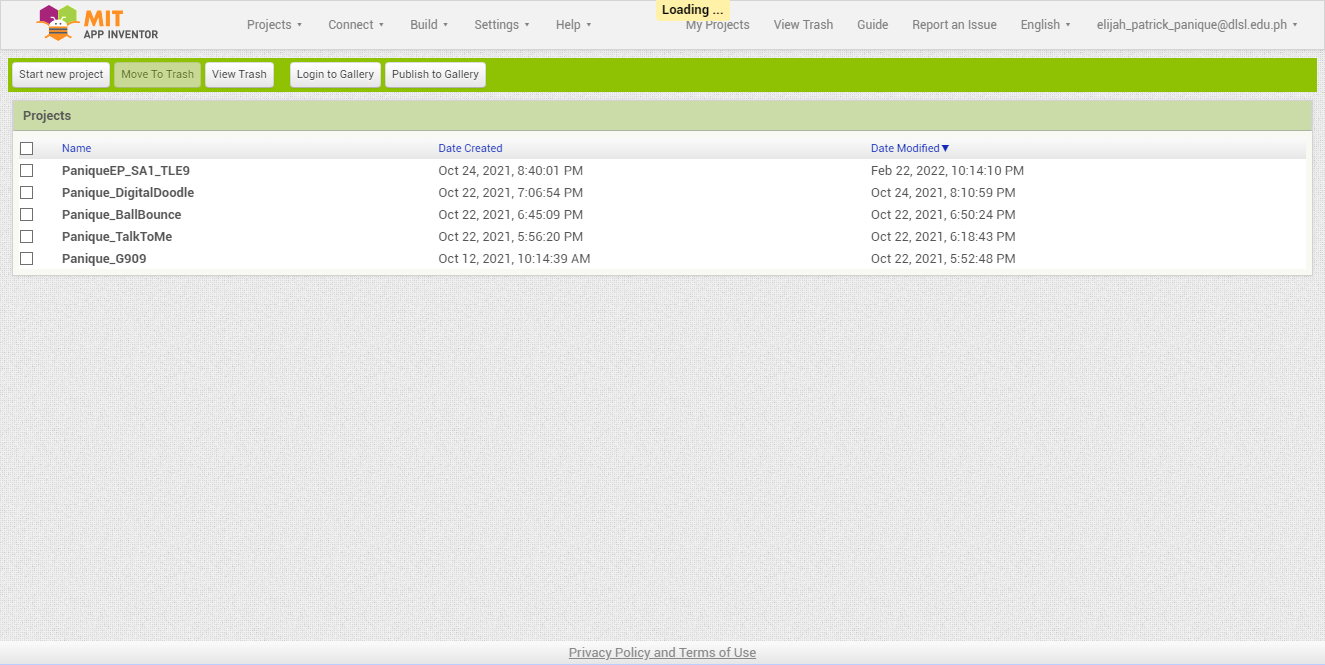 Loading ...
MIT
APP INVENTOR
Projects Connect Build Settings Help My Projects View Trash Guide Report an Issue English elijah_patrick_panique@dlsl.edu.ph
Start new project Move To Trash View Trash Login to Gallery Publish to Gallery
Projects
Name Date Created Date Modified
PaniqueEP_SA1_TLE9 Oct 24, 2021, 8:40:01 PM Feb 22, 2022, 10:14:10 PM
Panique_DigitalDoodle Oct 22, 2021, 7:06:54 PM Oct 24, 2021, 8:10:59 PM
Panique_BallBounce Oct 22, 2021, 6:45:09 PM Oct 22, 2021, 6:50:24 PM
Panique_TalkToMe Oct 22, 2021, 5:56:20 PM Oct 22, 2021, 6:18:43 PM
Panique_G909 Oct 12, 2021, 10:14:39 AM Oct 22, 2021, 5:52:48 PM
Privacy Policy and Terms of Use